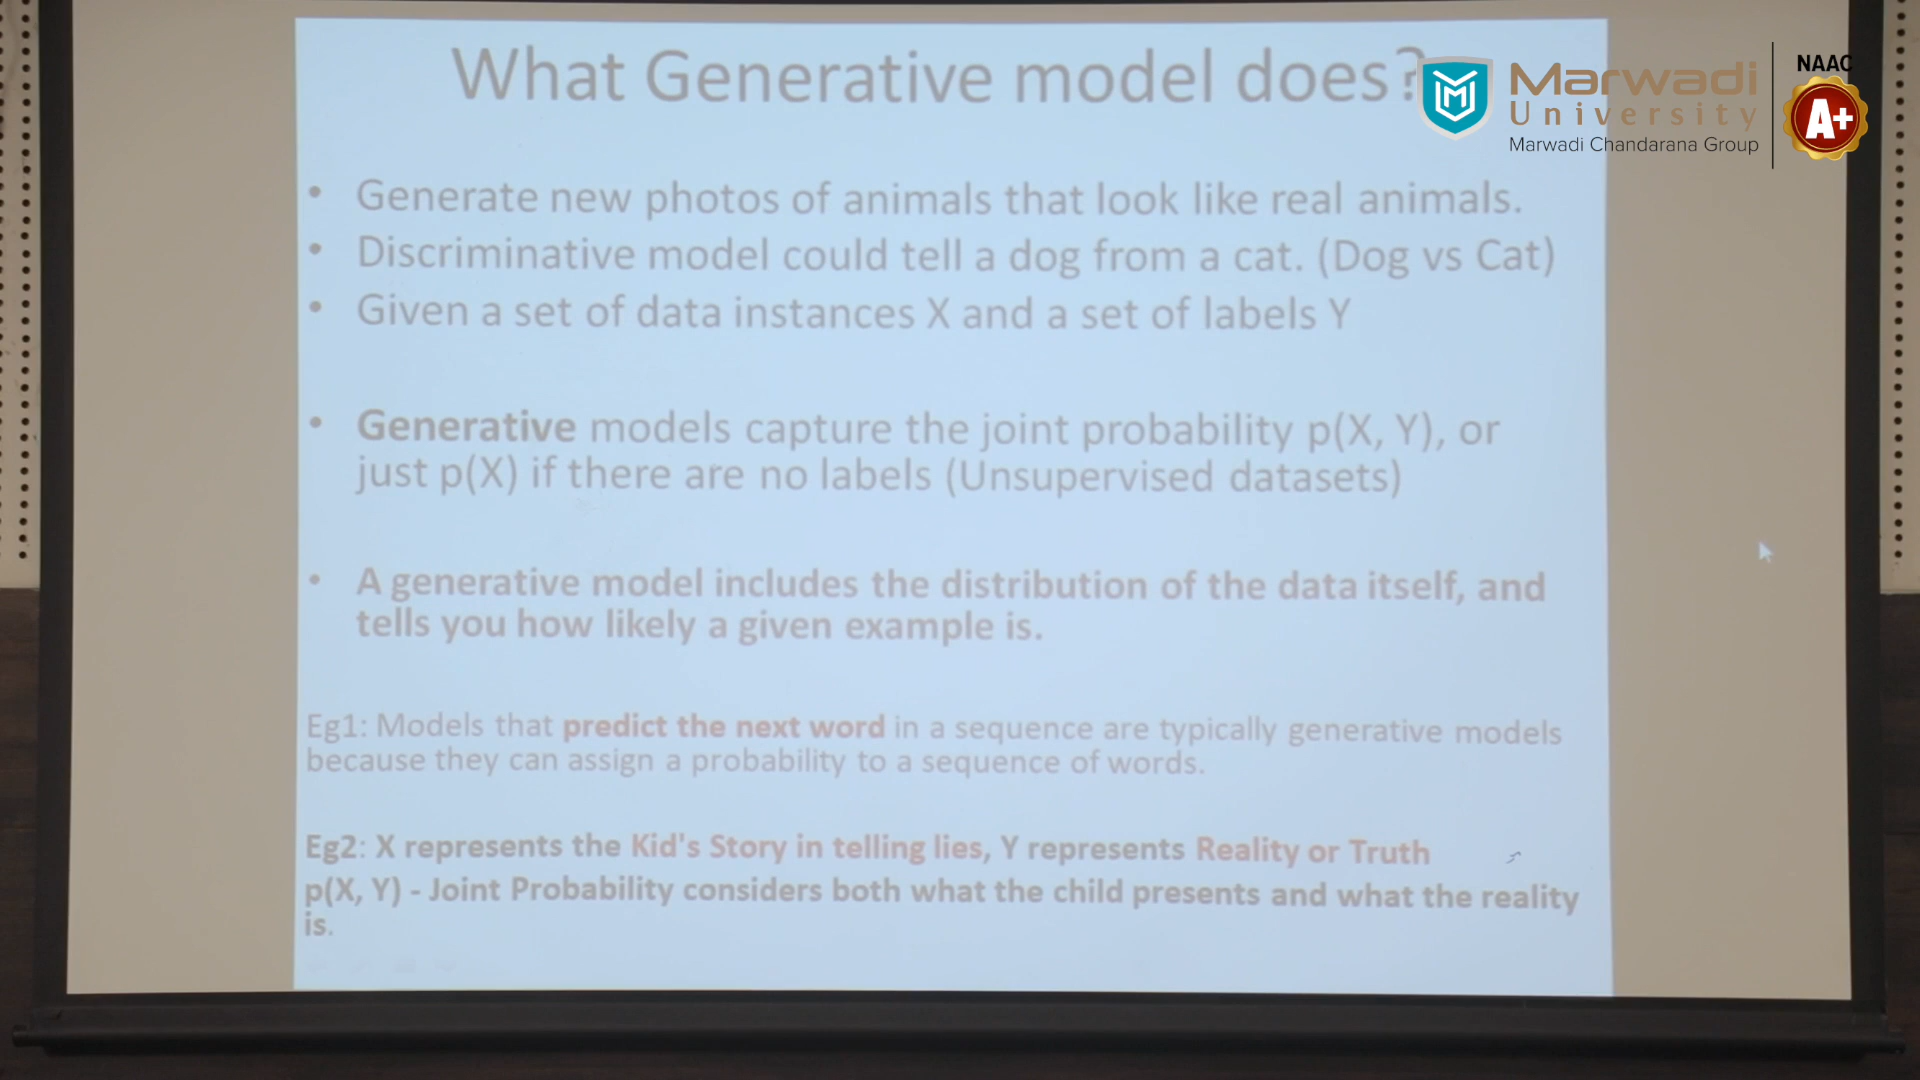 What Generative model does?
Marwadi
University
Marwadi Chandarana Group
NAAC
A+
• Generate new photos of animals that look like real animals.
• Discriminative model could tell a dog from a cat. (Dog vs Cat)
• Given a set of data instances X and a set of labels Y
• Generative models capture the joint probability p(X, Y), or
just p(X) if there are no labels (Unsupervised datasets)
• A generative model includes the distribution of the data itself, and
tells you how likely a given example is.
Eg1: Models that predict the next word in a sequence are typically generative models
because they can assign a probability to a sequence of words.
Eg2: X represents the Kid's Story in telling lies, Y represents Reality or Truth
p(X, Y) - Joint Probability considers both what the child presents and what the reality
is.